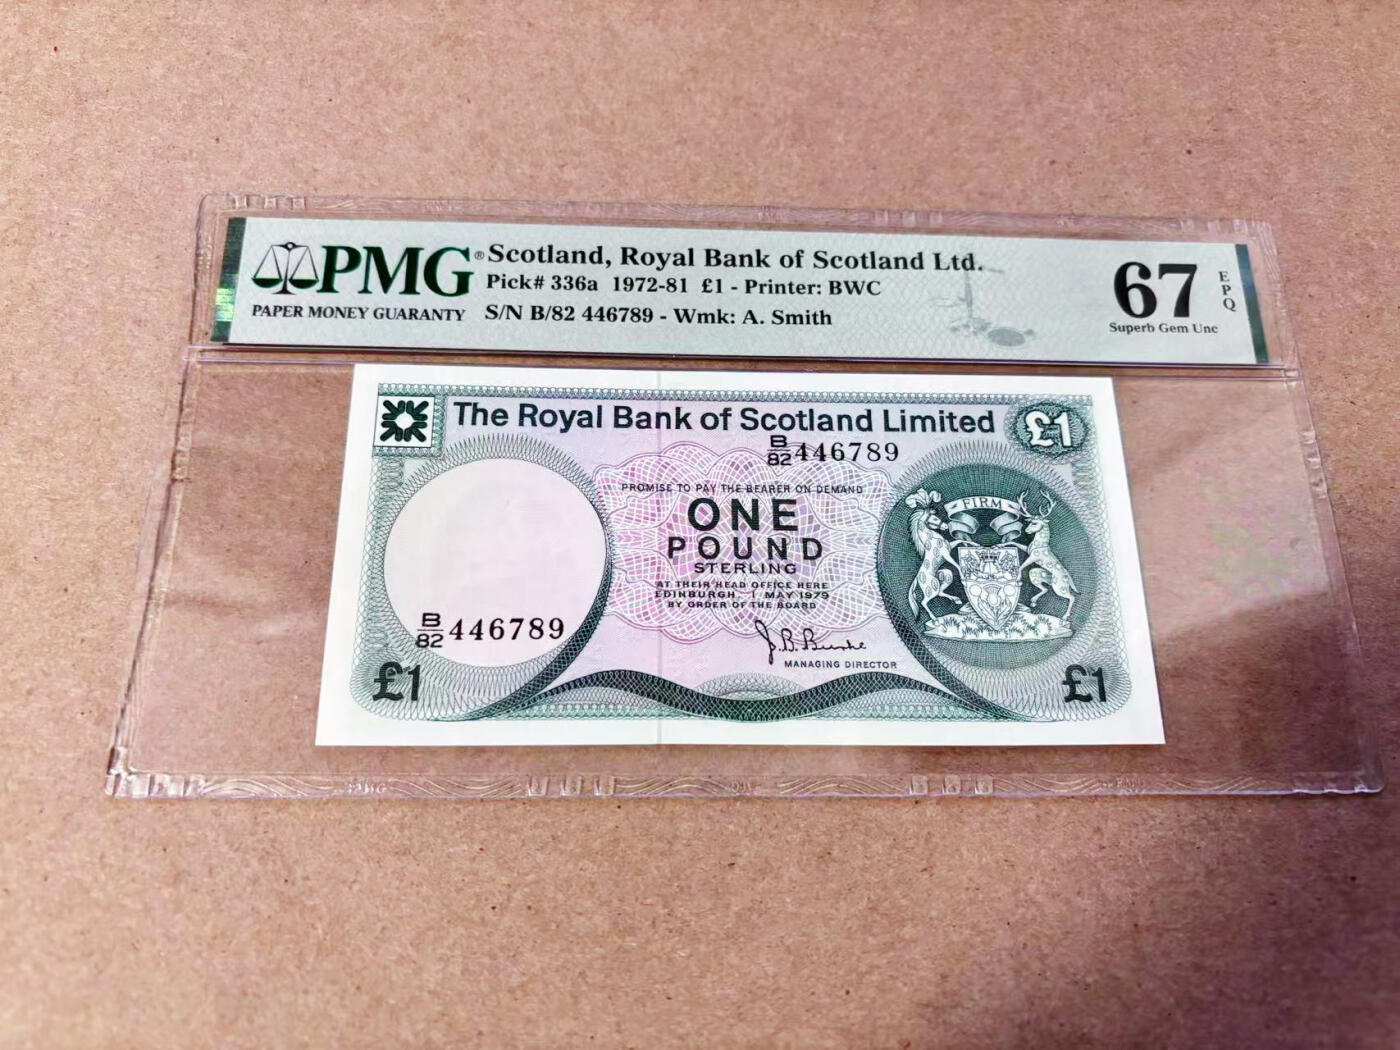 PMG®
PAPER MONEY GUARANTY
Scotland, Royal Bank of Scotland Ltd.
Pick# 336a 1972-81 £1 - Printer: BWC
S/N B/82 446789 - Wmk: A. Smith
67
EPQ
Superb Gem Unc
The Royal Bank of Scotland Limited
£1
B/82 446789
PROMISE TO PAY THE BEARER ON DEMAND
ONE
POUND
STERLING
AT THEIR HEAD OFFICE HERE
EDINBURGH, 1 MAY 1979
BY ORDER OF THE BOARD
FIRM
B/82 446789
J.B. Burke
MANAGING DIRECTOR
£1
£1